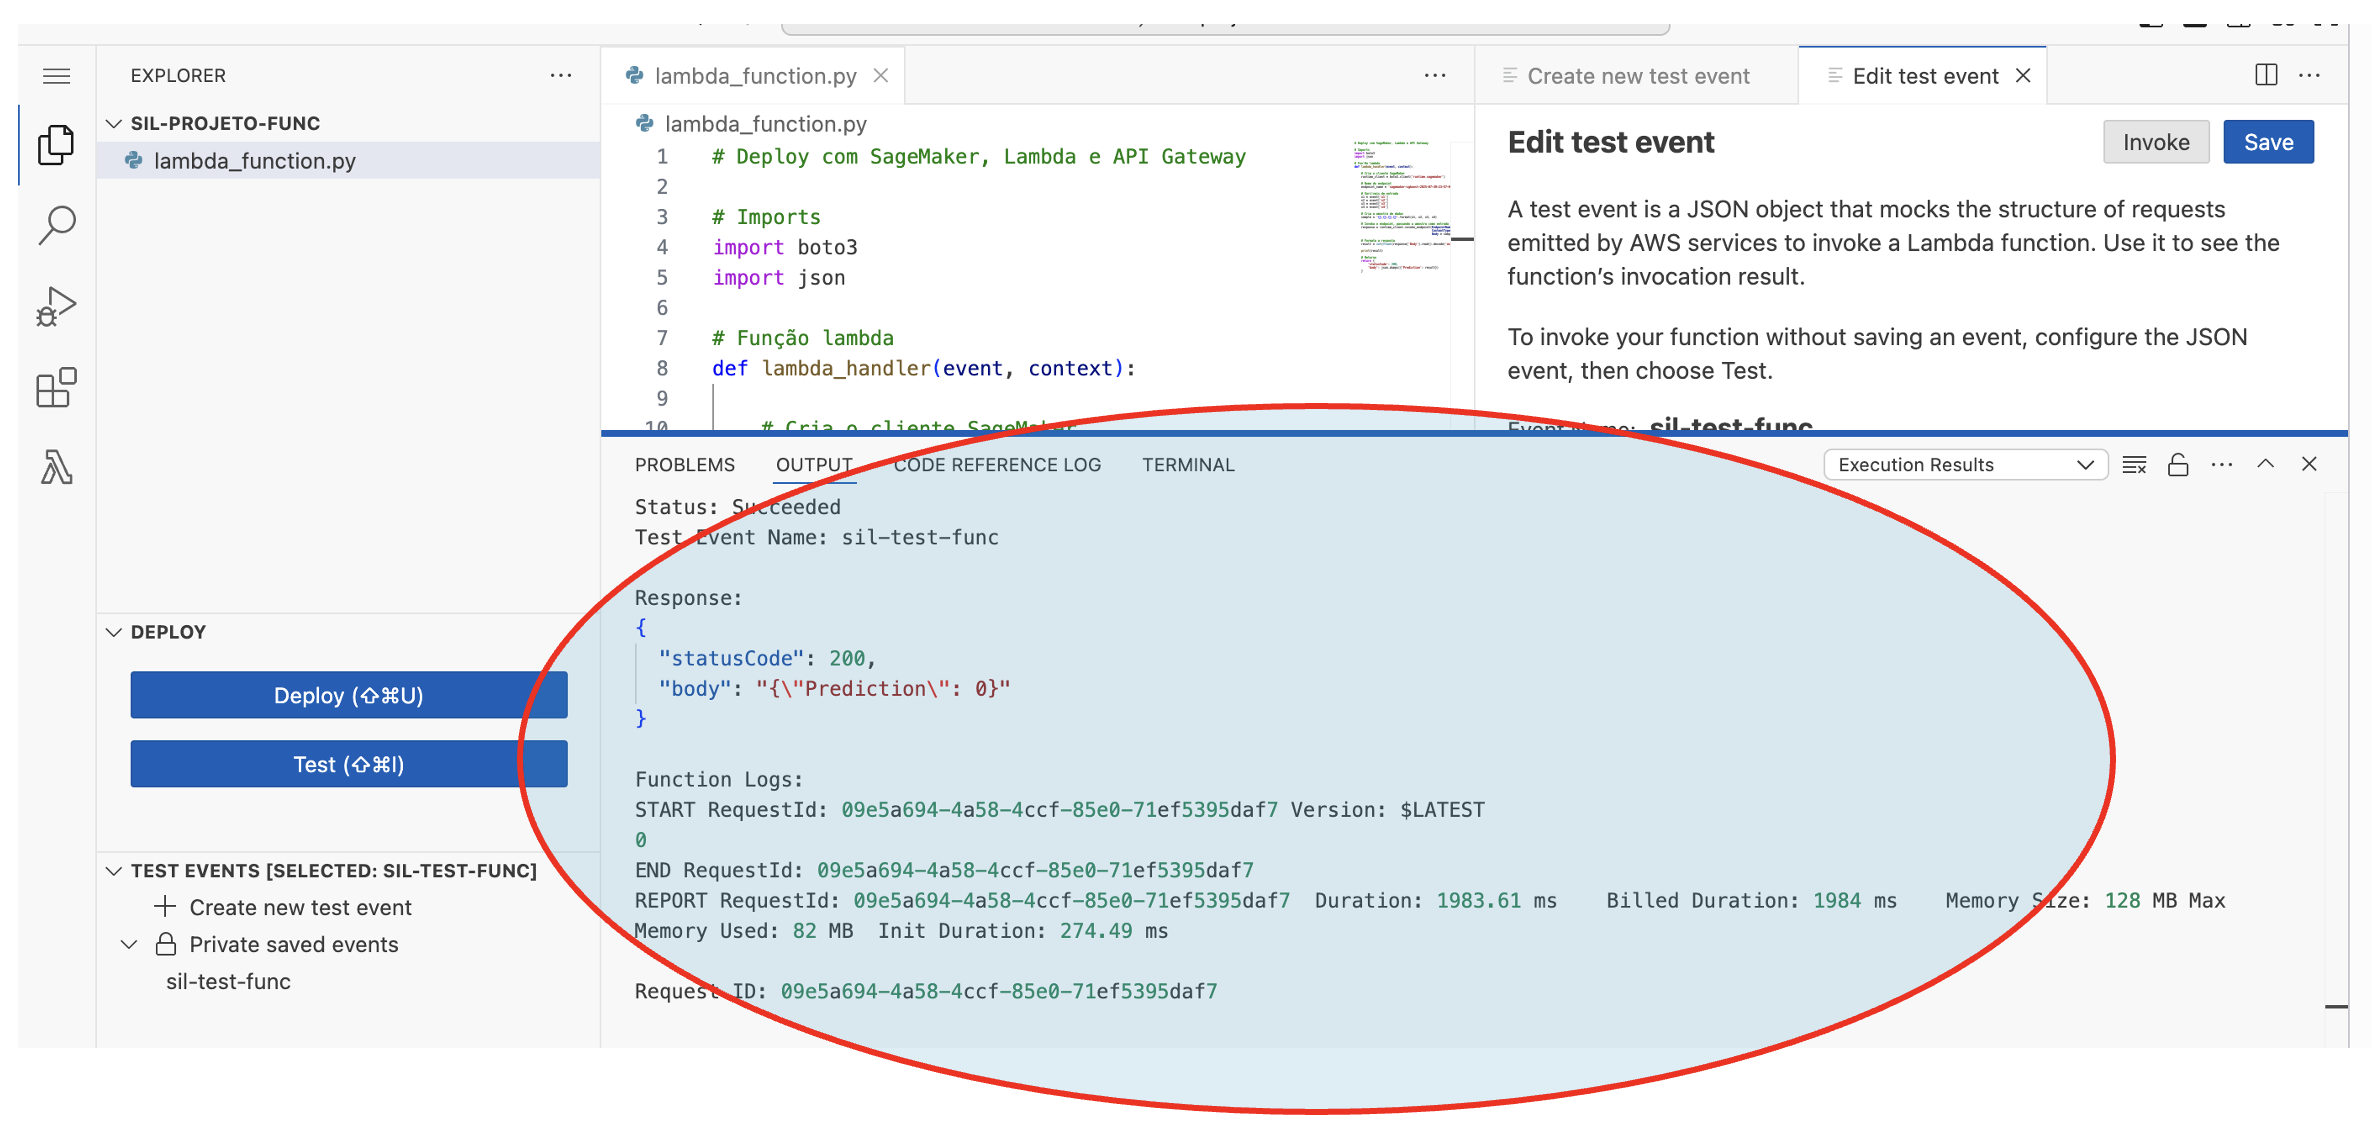 EXPLORER
SIL-PROJETO-FUNC
lambda_function.py
DEPLOY
Deploy (⇧⌘U)
Test (⇧⌘I)
TEST EVENTS [SELECTED: SIL-TEST-FUNC]
Create new test event
Private saved events
sil-test-func
lambda_function.py
lambda_function.py
1 # Deploy com SageMaker, Lambda e API Gateway
2
3 # Imports
4 import boto3
5 import json
6
7 # Função lambda
8 def lambda_handler(event, context):
9
10 # Cria o cliente SageMaker
Create new test event
Edit test event
Edit test event
Invoke
Save
A test event is a JSON object that mocks the structure of requests
emitted by AWS services to invoke a Lambda function. Use it to see the
function’s invocation result.
To invoke your function without saving an event, configure the JSON
event, then choose Test.
Event Name: sil-test-func
PROBLEMS OUTPUT CODE REFERENCE LOG TERMINAL
Execution Results
Status: Succeeded
Test Event Name: sil-test-func
Response:
{
"statusCode": 200,
"body": "{\"Prediction\": 0}"
}
Function Logs:
START RequestId: 09e5a694-4a58-4ccf-85e0-71ef5395daf7 Version: $LATEST
0
END RequestId: 09e5a694-4a58-4ccf-85e0-71ef5395daf7
REPORT RequestId: 09e5a694-4a58-4ccf-85e0-71ef5395daf7 Duration: 1983.61 ms Billed Duration: 1984 ms Memory Size: 128 MB Max
Memory Used: 82 MB Init Duration: 274.49 ms
Request ID: 09e5a694-4a58-4ccf-85e0-71ef5395daf7